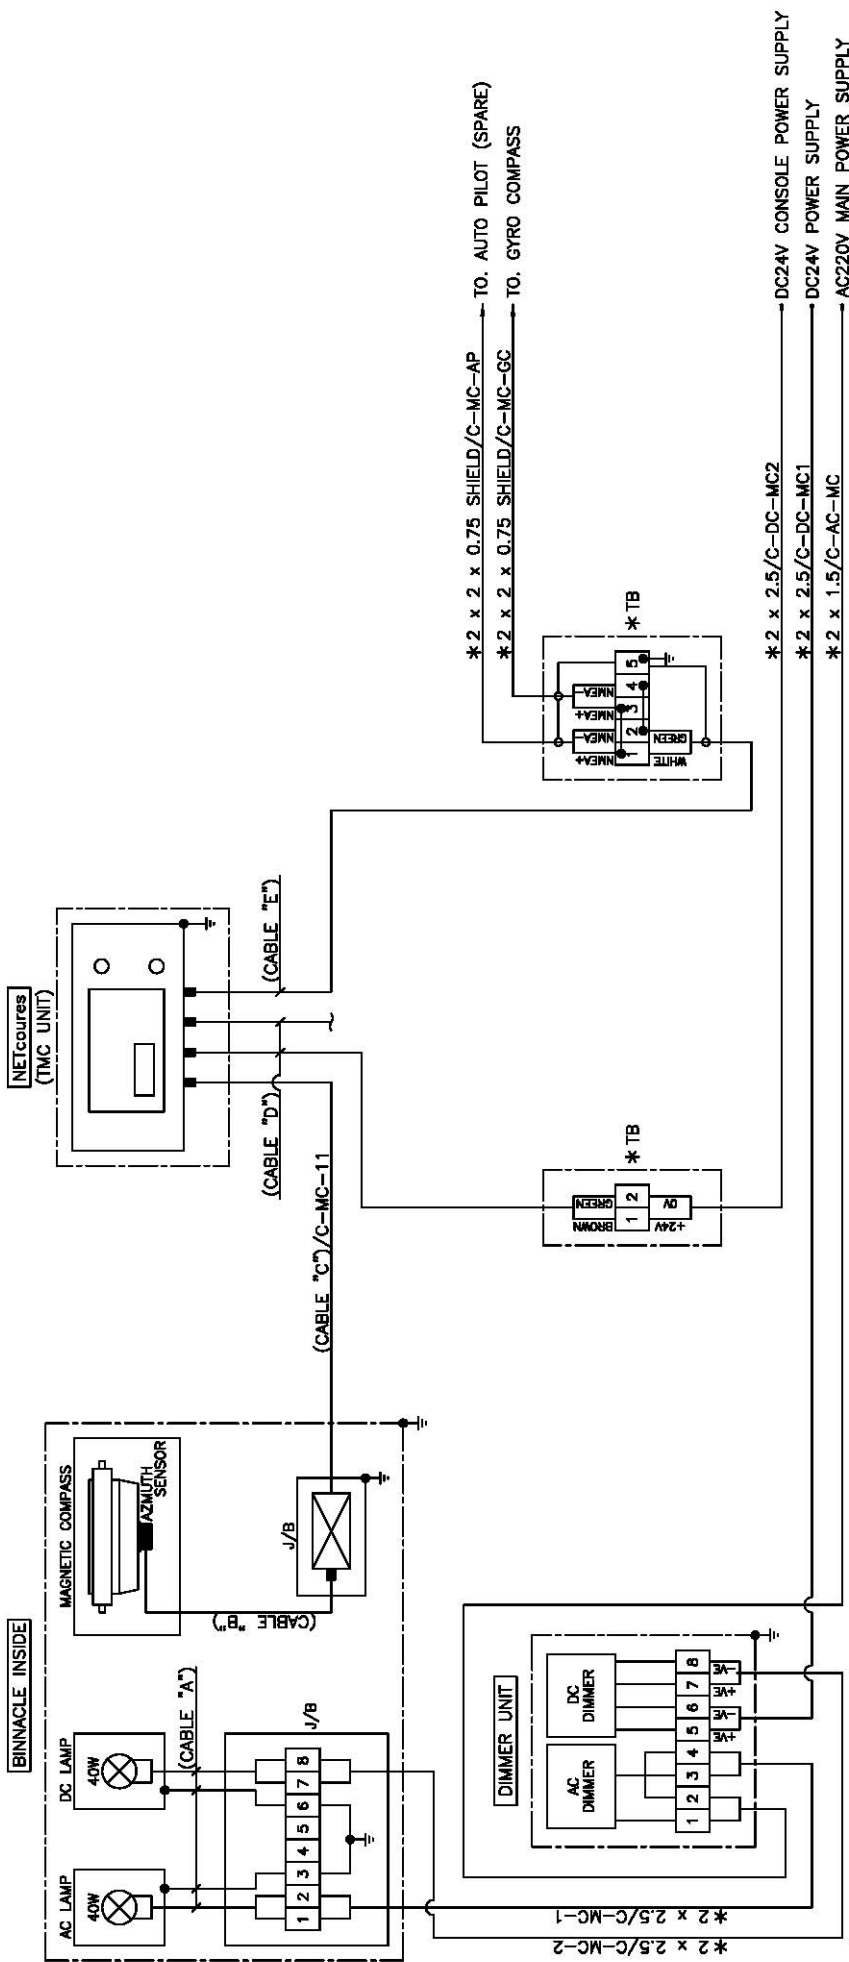 BINNACLE INSIDE
AC LAMP
40W
DC LAMP
40W
(CABLE "A")
J/B
1 2 3 4 5 6 7 8
MAGNETIC COMPASS
AZMUTH
SENSOR
(CABLE "B")
J/B
(CABLE "C")/C-MC-11
NETcoures
(TMC UNIT)
(CABLE "D")
(CABLE "E")
DIMMER UNIT
AC
DIMMER
DC
DIMMER
1 2 3 4 5 6 7 8
+VE -VE +VE -VE
*2 x 2.5/C-MC-1
*2 x 2.5/C-MC-2
*TB
BROWN GREEN
1 2
+24V 0V
*TB
NMEA+ NMEA- NMEA+ NMEA-
1 2 3 4 5
WHITE GREEN
*2 x 2 x 0.75 SHIELD/C-MC-AP
TO. AUTO PILOT (SPARE)
*2 x 2 x 0.75 SHIELD/C-MC-GC
TO. GYRO COMPASS
*2 x 2.5/C-DC-MC2
DC24V CONSOLE POWER SUPPLY
*2 x 2.5/C-DC-MC1
DC24V POWER SUPPLY
*2 x 1.5/C-AC-MC
AC220V MAIN POWER SUPPLY